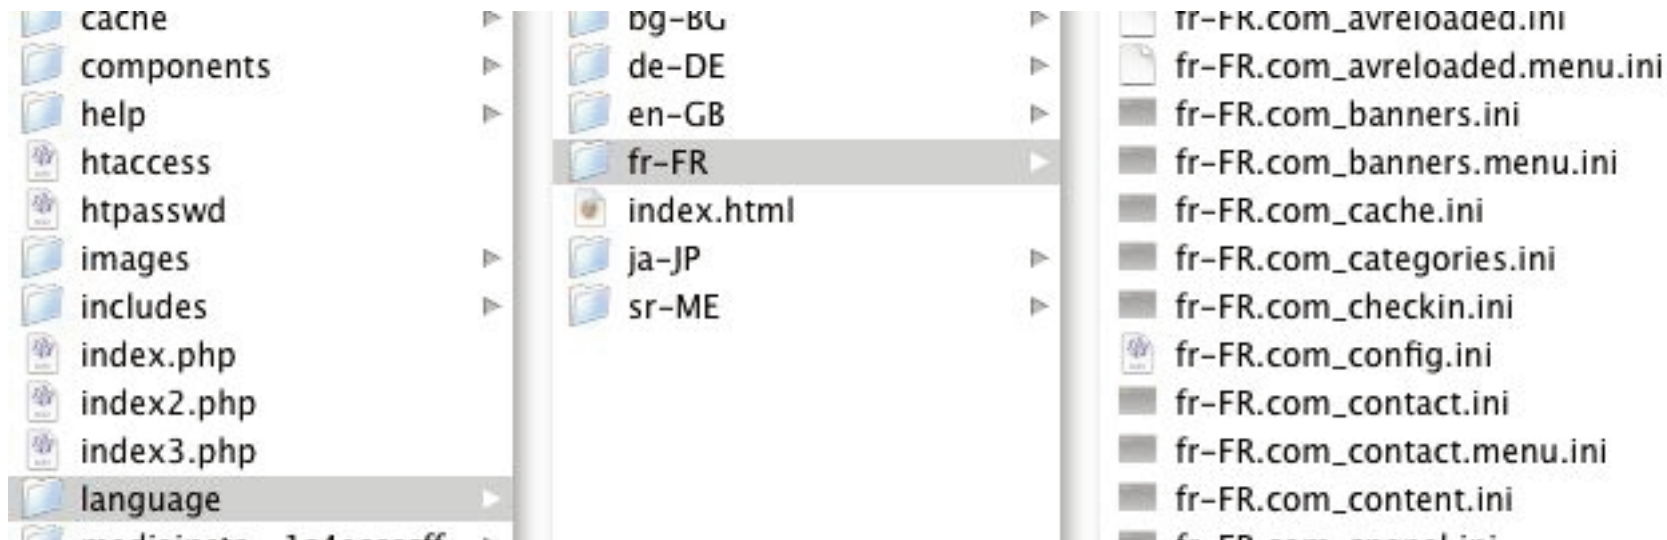 cache
components
help
htaccess
htpasswd
images
includes
index.php
index2.php
index3.php
language
bg-BG
de-DE
en-GB
fr-FR
index.html
ja-JP
sr-ME
fr-FR.com_avreloaded.ini
fr-FR.com_avreloaded.menu.ini
fr-FR.com_banners.ini
fr-FR.com_banners.menu.ini
fr-FR.com_cache.ini
fr-FR.com_categories.ini
fr-FR.com_checkin.ini
fr-FR.com_config.ini
fr-FR.com_contact.ini
fr-FR.com_contact.menu.ini
fr-FR.com_content.ini